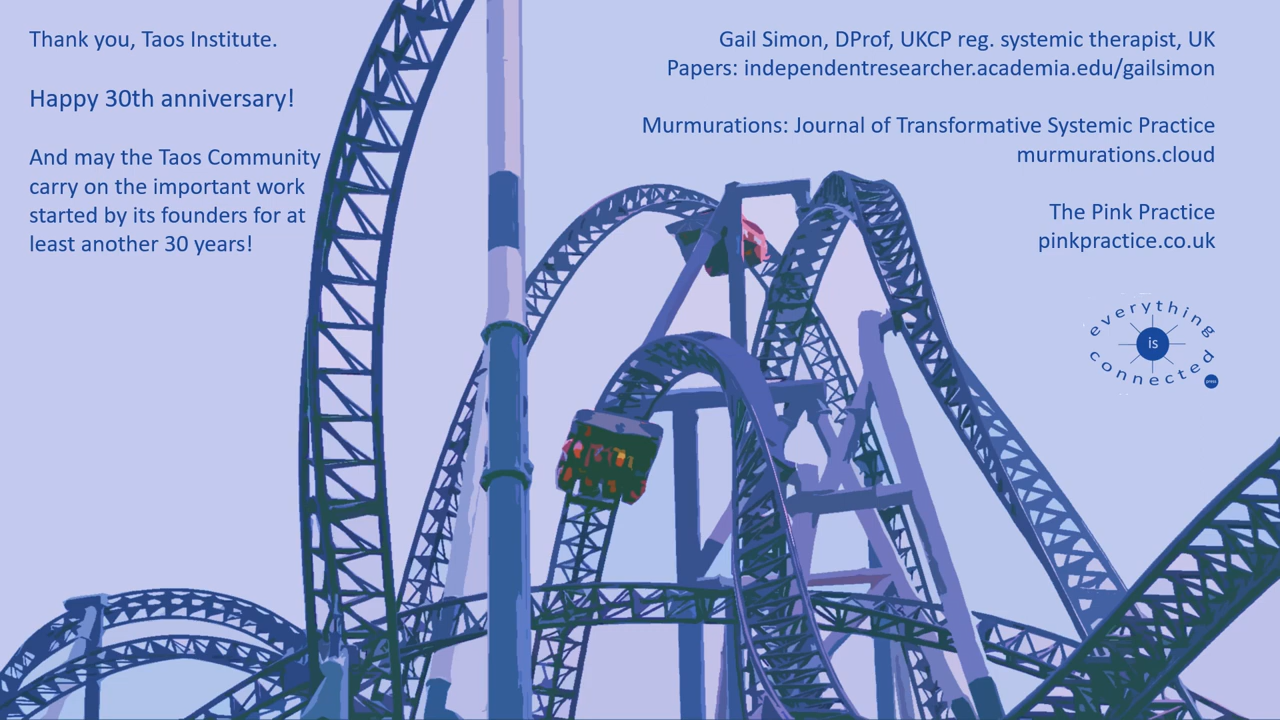 Thank you, Taos Institute.
Happy 30th anniversary!
And may the Taos Community
carry on the important work
started by its founders for at
least another 30 years!
Gail Simon, DProf, UKCP reg. systemic therapist, UK
Papers: independentresearcher.academia.edu/gailsimon
Murmurations: Journal of Transformative Systemic Practice
murmurations.cloud
The Pink Practice
pinkpractice.co.uk
everything
is
connected
press